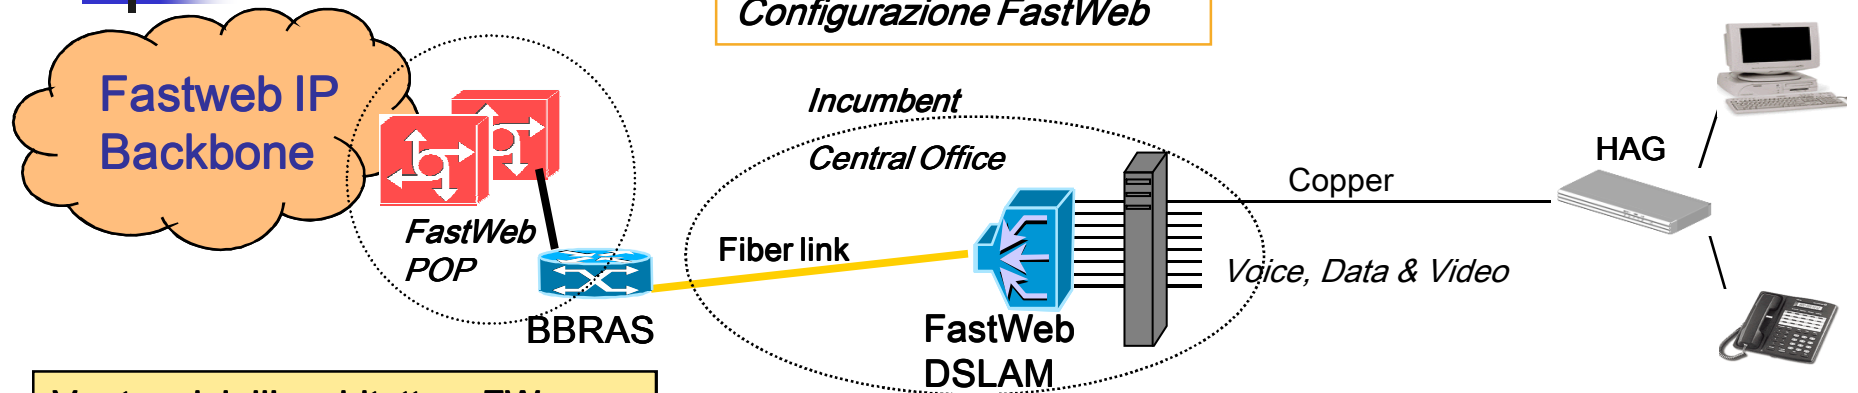 Configurazione FastWeb
Fastweb IP
Backbone
Incumbent
Central Office
HAG
Copper
FastWeb
POP
Fiber link
Voice, Data & Video
BBRAS
FastWeb
DSLAM